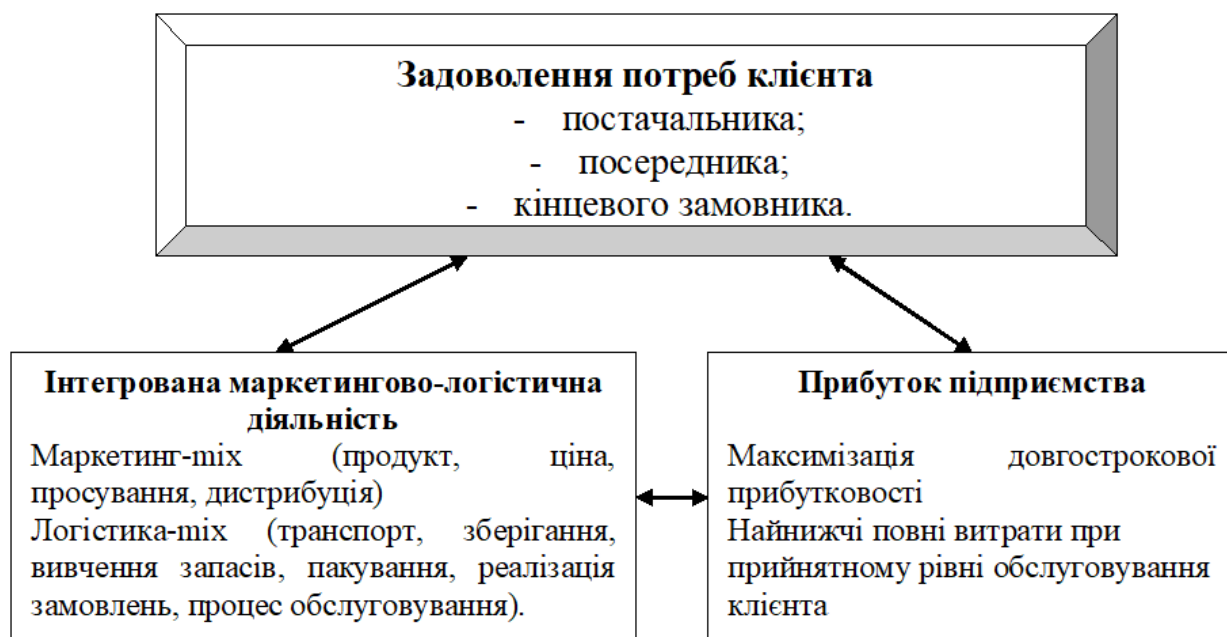 Задоволення потреб клієнта
- постачальника;
- посередника;
- кінцевого замовника.
Інтегрована маркетингово-логістична
діяльність
Маркетинг-mix (продукт, ціна,
просування, дистрибуція)
Логістика-mix (транспорт, зберігання,
вивчення запасів, пакування, реалізація
замовлень, процес обслуговування).
Прибуток підприємства
Максимізація довгострокової
прибутковості
Найнижчі повні витрати при
прийнятному рівні обслуговування
клієнта